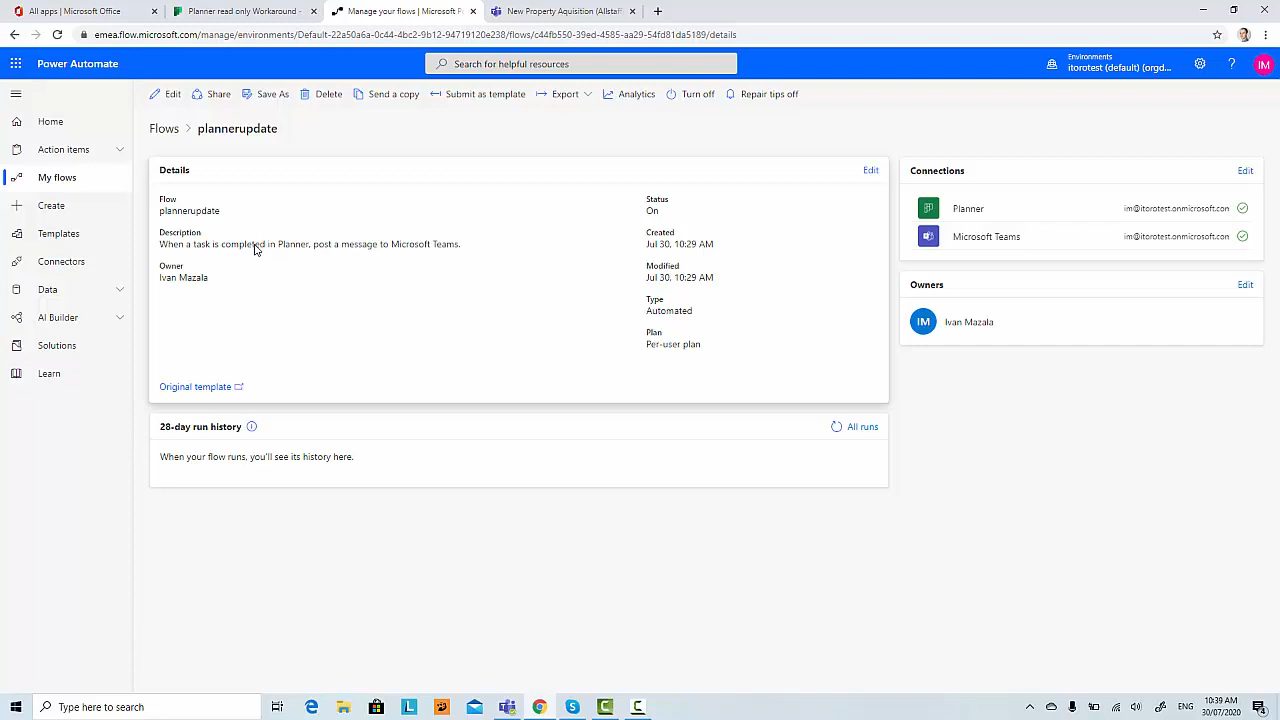 All apps | Microsoft Office
Planner read only Workaround -
Manage your flows | Microsoft P
New Property Aquisition (Allstaff
emea.flow.microsoft.com/manage/environments/Default-22a50a6a-0c44-4bc2-9b12-94719120e238/flows/c44fb550-39ed-4585-aa29-54fd81da5189/details
Power Automate
Search for helpful resources
Environments
itorotest (default) (orgd...
IM
Edit
Share
Save As
Delete
Send a copy
Submit as template
Export
Analytics
Turn off
Repair tips off
Home
Action items
My flows
Create
Templates
Connectors
Data
AI Builder
Solutions
Learn
Flows > plannerupdate
Details
Edit
Flow
plannerupdate
Description
When a task is completed in Planner, post a message to Microsoft Teams.
Owner
Ivan Mazala
Status
On
Created
Jul 30, 10:29 AM
Modified
Jul 30, 10:29 AM
Type
Automated
Plan
Per-user plan
Original template
28-day run history
All runs
When your flow runs, you'll see its history here.
Connections
Edit
Planner
im@itorotest.onmicrosoft.con
Microsoft Teams
im@itorotest.onmicrosoft.con
Owners
Edit
IM
Ivan Mazala
Type here to search
ENG
10:39 AM
30/07/2020